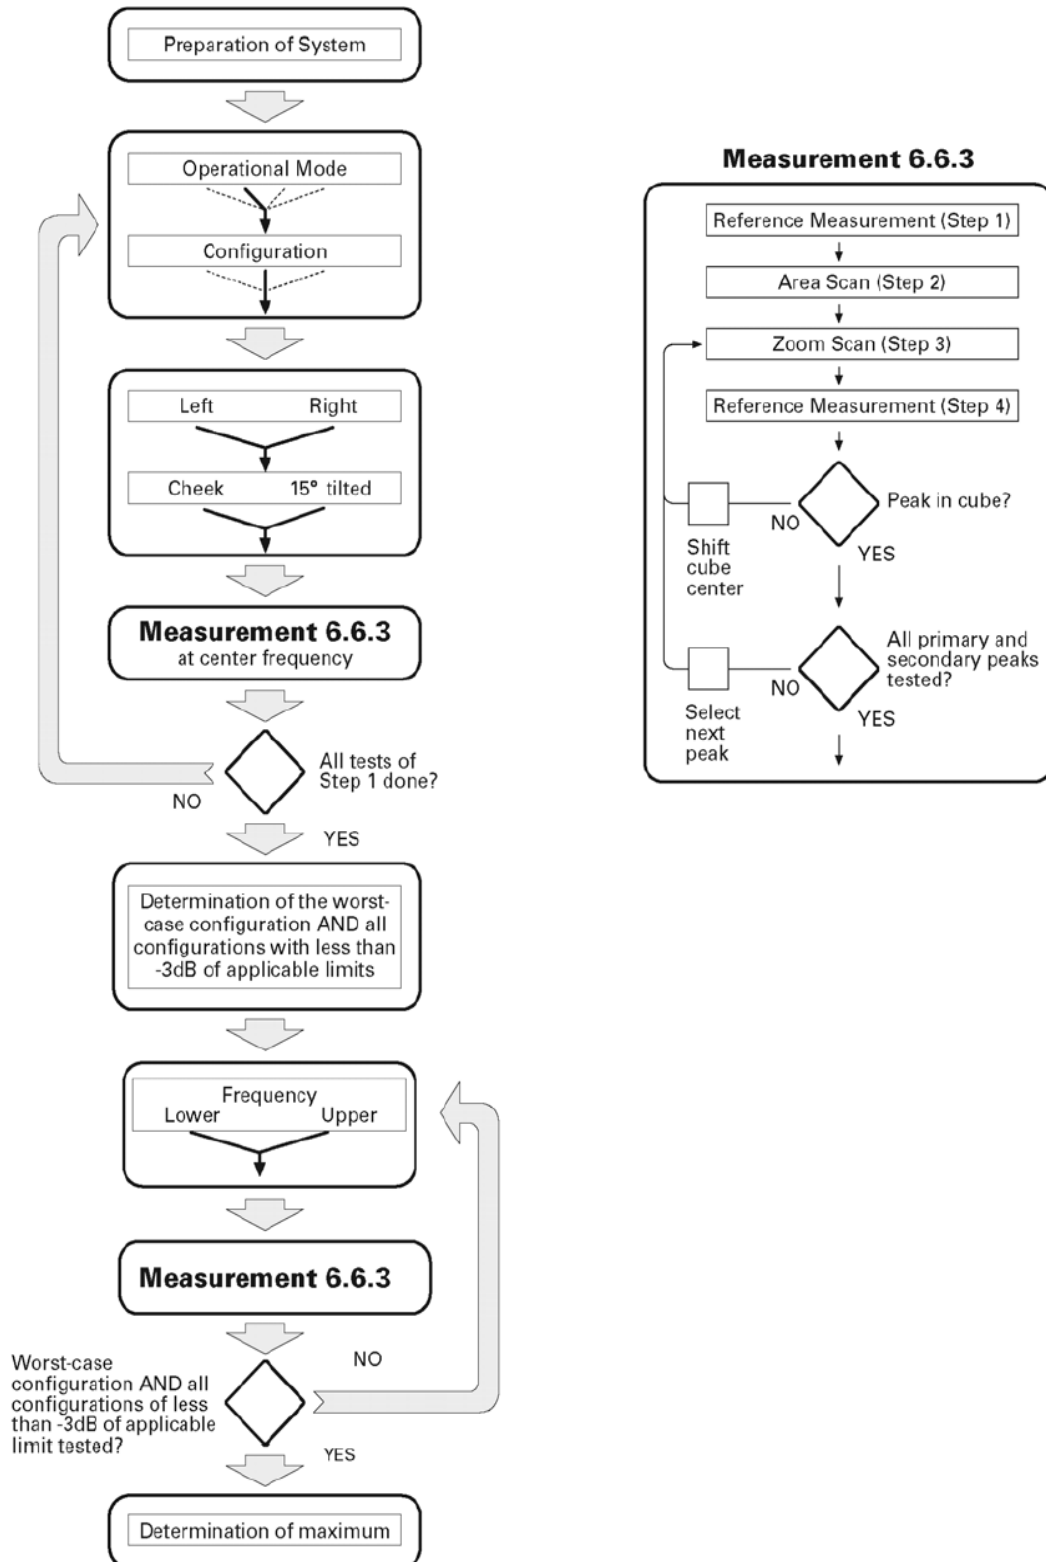 Preparation of System
Operational Mode
Configuration
Left Right
Cheek 15° tilted
Measurement 6.6.3
at center frequency
All tests of
Step 1 done?
NO
YES
Determination of the worst-
case configuration AND all
configurations with less than
-3dB of applicable limits
Frequency
Lower Upper
Measurement 6.6.3
NO
Worst-case
configuration AND all
configurations of less
than -3dB of applicable
limit tested?
YES
Determination of maximum
Measurement 6.6.3
Reference Measurement (Step 1)
Area Scan (Step 2)
Zoom Scan (Step 3)
Reference Measurement (Step 4)
Peak in cube?
NO
YES
Shift
cube
center
All primary and
secondary peaks
tested?
NO
YES
Select
next
peak